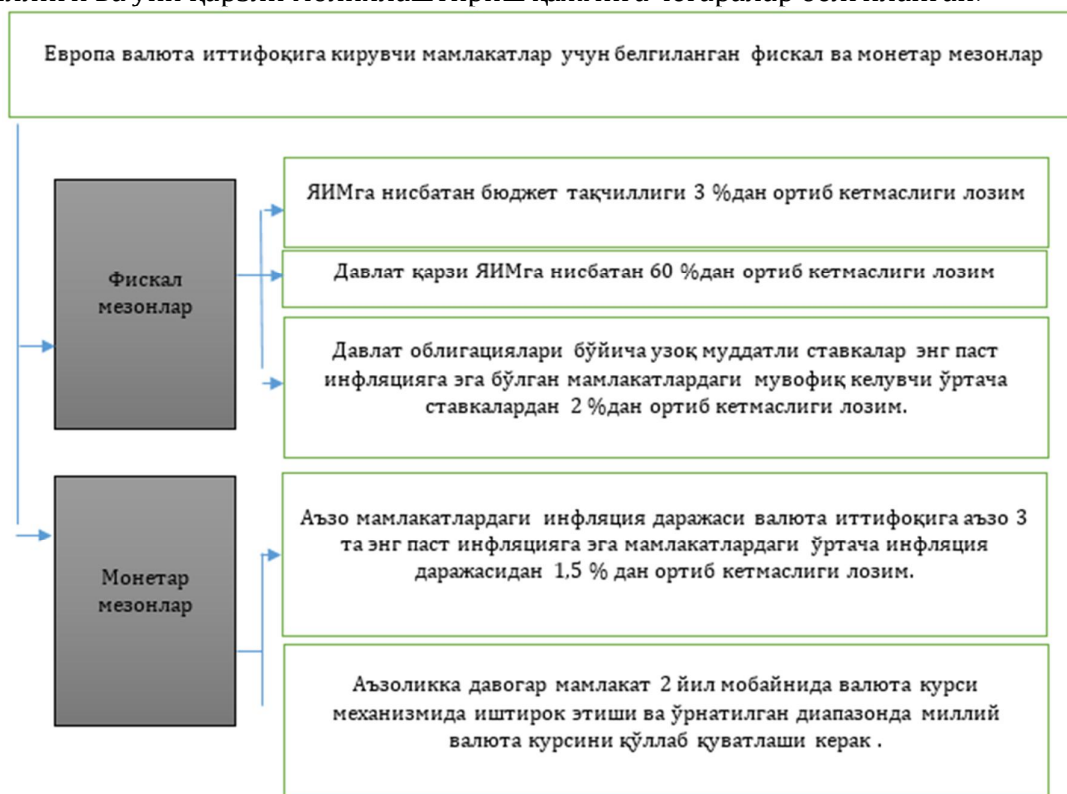 Европа валюта иттифоқига кирувчи мамлакатлар учун белгиланган фискал ва монетар мезонлар
ЯИМга нисбатан бюджет тақчиллиги 3 %дан ортиб кетмаслиги лозим
Фискал
мезонлар
Давлат қарзи ЯИМга нисбатан 60 %дан ортиб кетмаслиги лозим
Давлат облигациялари бўйича узоқ муддатли ставкалар энг паст
инфляцияга эга бўлган мамлакатлардаги мувофиқ келувчи ўртача
ставкалардан 2 %дан ортиб кетмаслиги лозим.
Монетар
мезонлар
Аъзо мамлакатлардаги инфляция даражаси валюта иттифоқига аъзо 3
та энг паст инфляцияга эга мамлакатлардаги ўртача инфляция
даражасидан 1,5 % дан ортиб кетмаслиги лозим.
Аъзоликка давогар мамлакат 2 йил мобайнида валюта курси
механизмида иштирок этиши ва ўрнатилган диапазонда миллий
валюта курсини қўллаб қуватлаши керак .